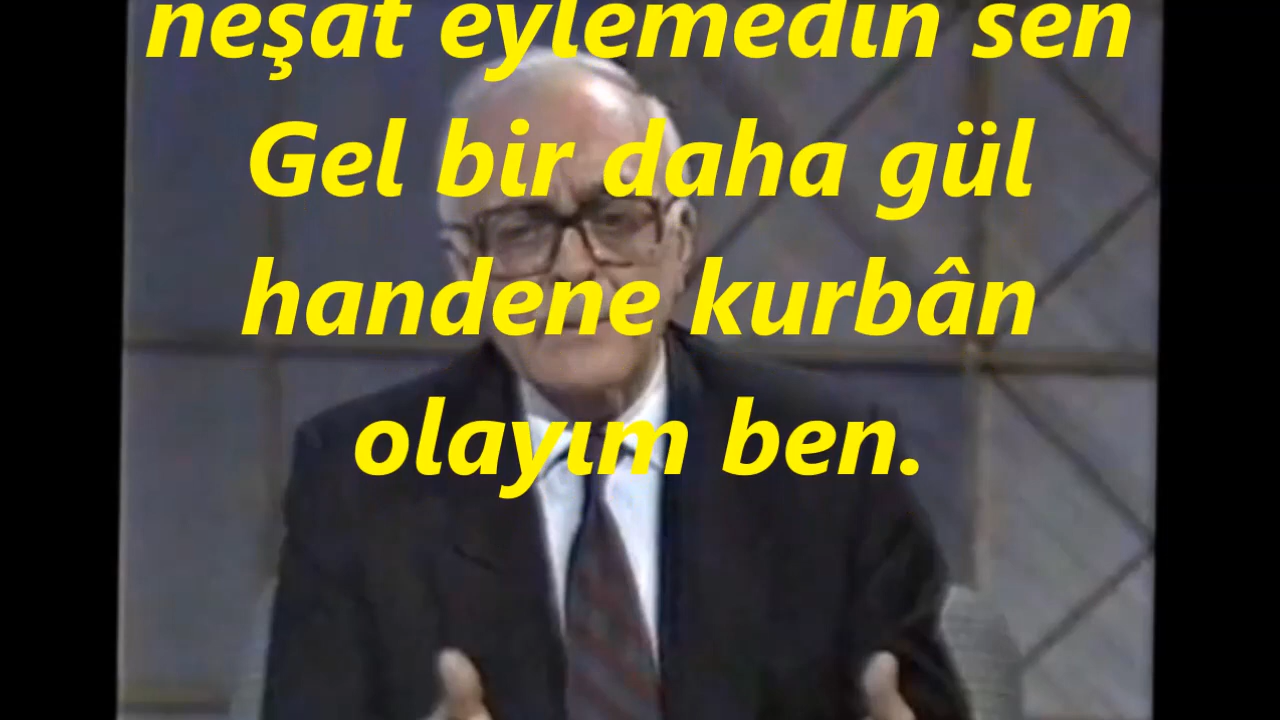 neşat eylemedin sen
Gel bir daha gül
handene kurbân
olayım ben.